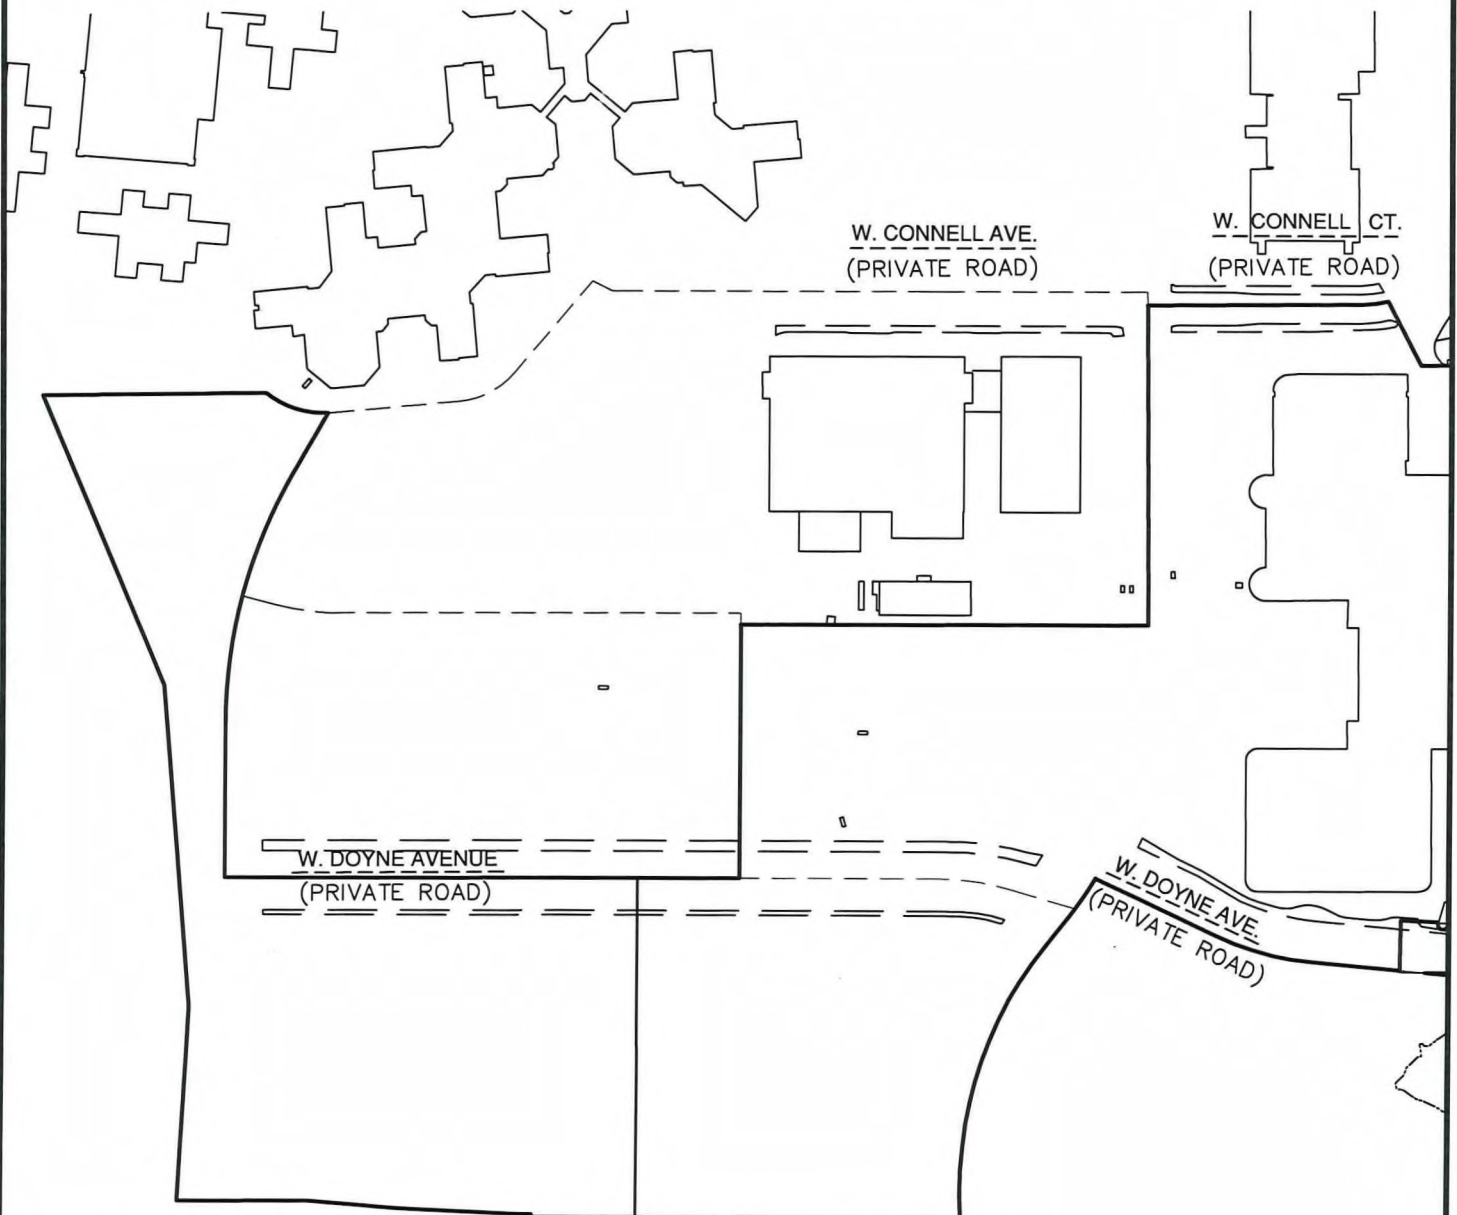 W. CONNELL AVE.
(PRIVATE ROAD)
W. CONNELL CT.
(PRIVATE ROAD)
W. DOYNE AVENUE
(PRIVATE ROAD)
W. DOYNE AVE.
(PRIVATE ROAD)